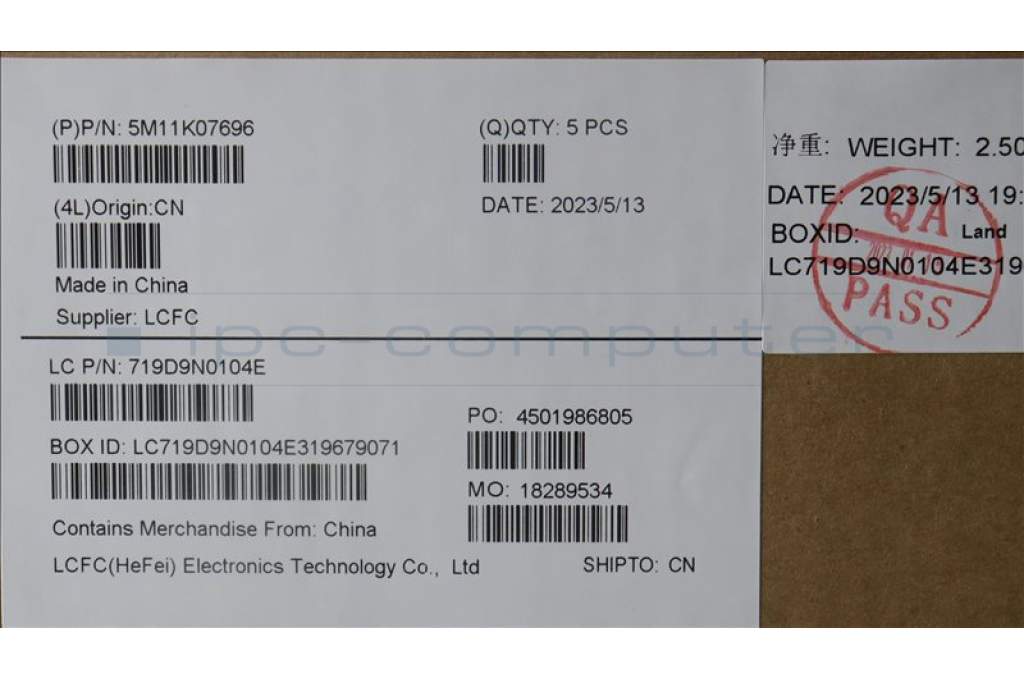 (P)P/N: 5M11K07696
(Q)QTY: 5 PCS
(4L)Origin:CN
DATE: 2023/5/13
Made in China
Supplier: LCFC
LC P/N: 719D9N0104E
PO: 4501986805
BOX ID: LC719D9N0104E319679071
MO: 18289534
Contains Merchandise From: China
LCFC(HeFei) Electronics Technology Co., Ltd
SHIPTO: CN
净重: WEIGHT: 2.50
DATE: 2023/5/13 19:
BOXID: Land
LC719D9N0104E319
QA
PASS
ipc-computer